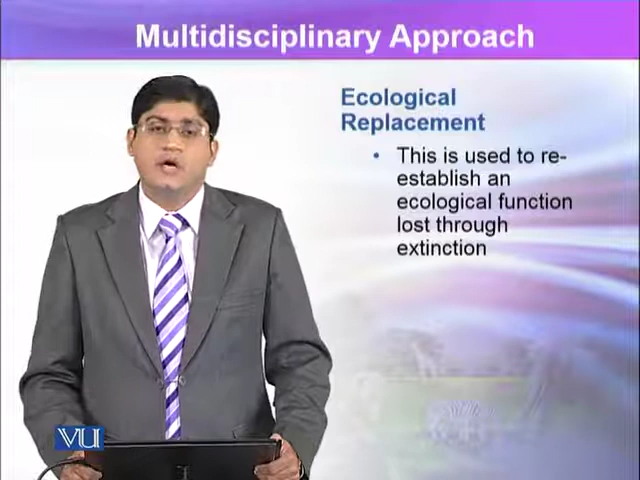 Multidisciplinary Approach
Ecological
Replacement
• This is used to re-
establish an
ecological function
lost through
extinction
VU